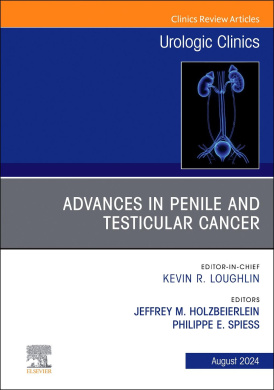 Clinics Review Articles
Urologic Clinics
ADVANCES IN PENILE AND
TESTICULAR CANCER
EDITOR-IN-CHIEF
KEVIN R. LOUGHLIN
EDITORS
JEFFREY M. HOLZBEIERLEIN
PHILIPPE E. SPIESS
ELSEVIER
August 2024